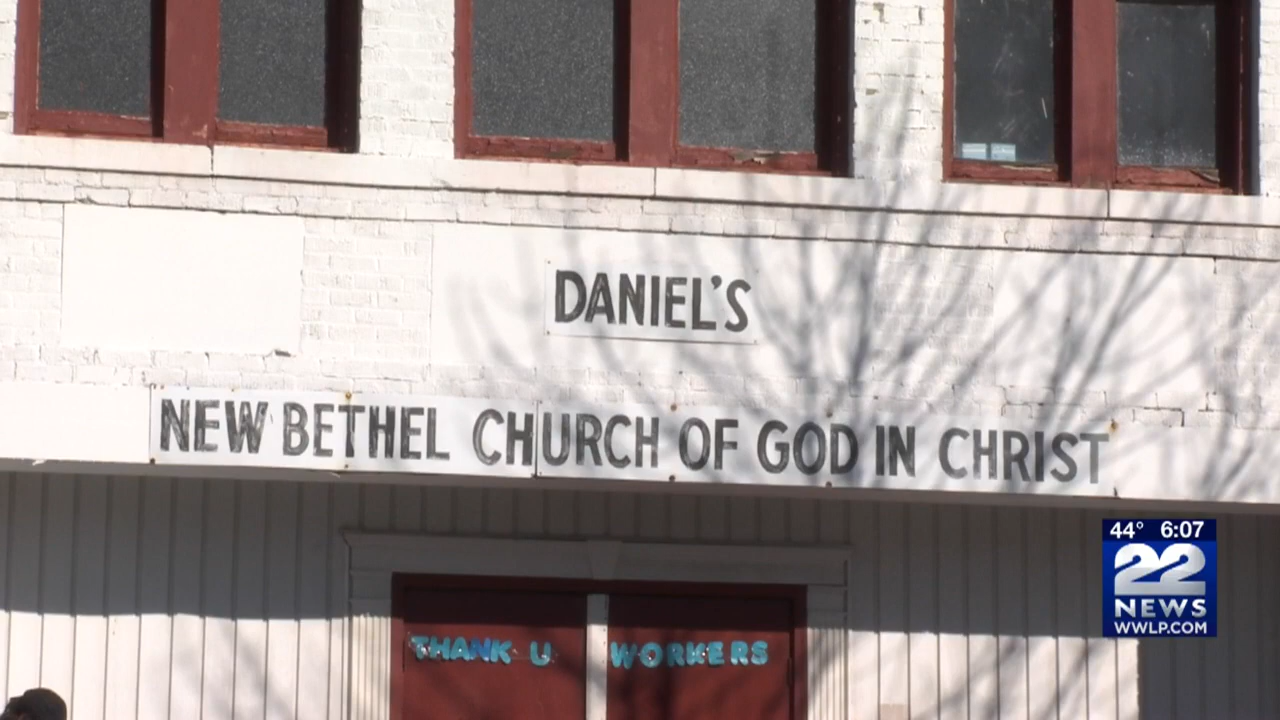 DANIEL'S
NEW BETHEL CHURCH OF GOD IN CHRIST
THANK U WORKERS
44° 6:07
22
NEWS
WWLP.COM